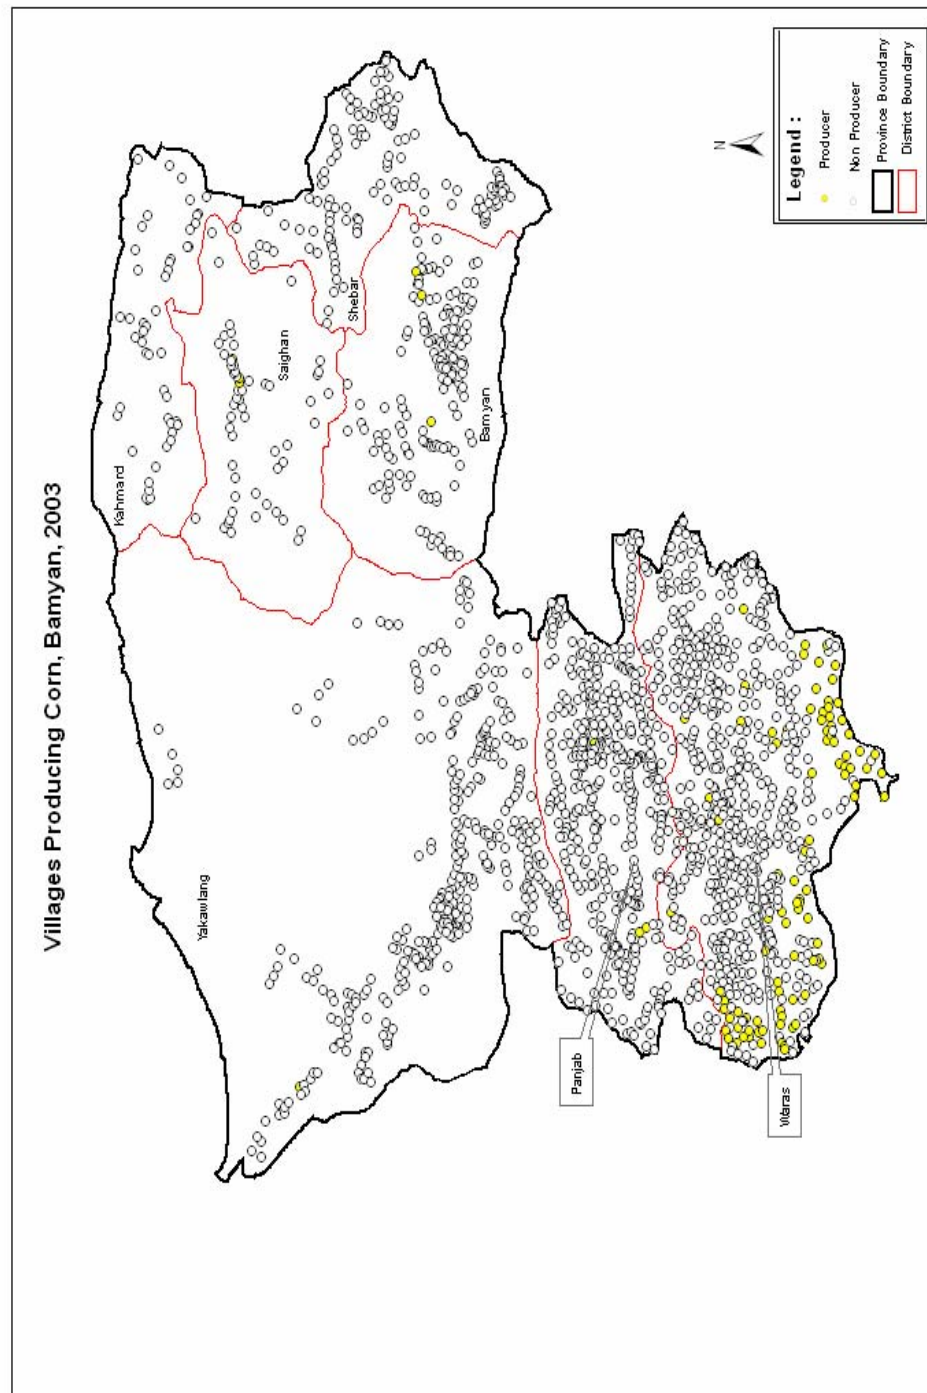 Villages Producing Corn, Bamyan, 2003
Kahmard
Saighan
Shebar
Yakawlang
Bamyan
Panjab
Waras
N
Legend :
Producer
Non Producer
Province Boundary
District Boundary